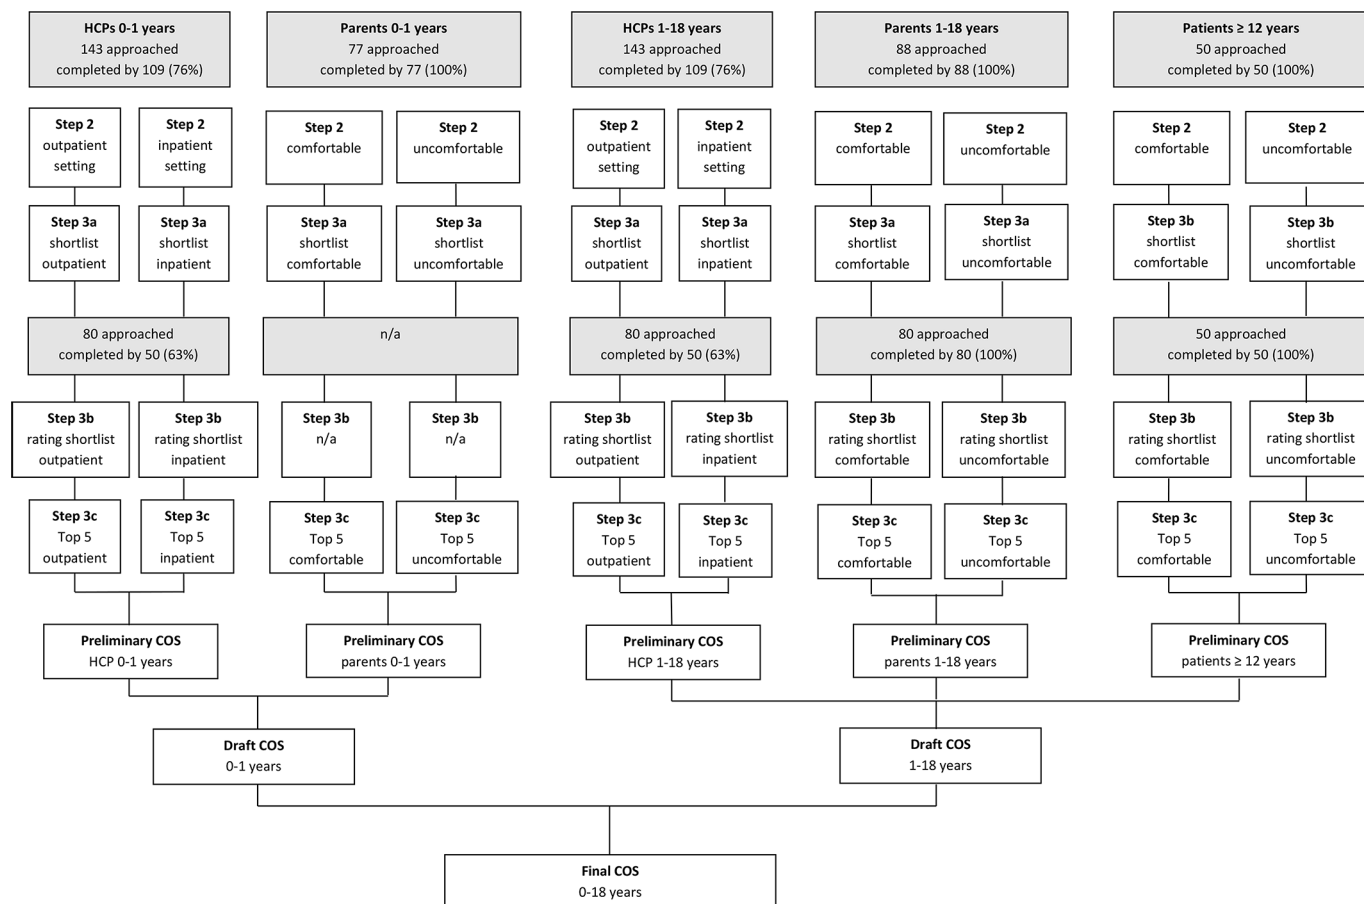 HCPs 0-1 years
143 approached
completed by 109 (76%)
Parents 0-1 years
77 approached
completed by 77 (100%)
HCPs 1-18 years
143 approached
completed by 109 (76%)
Parents 1-18 years
88 approached
completed by 88 (100%)
Patients ≥ 12 years
50 approached
completed by 50 (100%)
Step 2
outpatient
setting
Step 2
inpatient
setting
Step 2
comfortable
Step 2
uncomfortable
Step 2
outpatient
setting
Step 2
inpatient
setting
Step 2
comfortable
Step 2
uncomfortable
Step 2
comfortable
Step 2
uncomfortable
Step 3a
shortlist
outpatient
Step 3a
shortlist
inpatient
Step 3a
shortlist
comfortable
Step 3a
shortlist
uncomfortable
Step 3a
shortlist
outpatient
Step 3a
shortlist
inpatient
Step 3a
shortlist
comfortable
Step 3a
shortlist
uncomfortable
Step 3b
shortlist
comfortable
Step 3b
shortlist
uncomfortable
80 approached
completed by 50 (63%)
n/a
80 approached
completed by 50 (63%)
80 approached
completed by 80 (100%)
50 approached
completed by 50 (100%)
Step 3b
rating shortlist
outpatient
Step 3b
rating shortlist
inpatient
Step 3b
n/a
Step 3b
n/a
Step 3b
rating shortlist
outpatient
Step 3b
rating shortlist
inpatient
Step 3b
rating shortlist
comfortable
Step 3b
rating shortlist
uncomfortable
Step 3b
rating shortlist
comfortable
Step 3b
rating shortlist
uncomfortable
Step 3c
Top 5
outpatient
Step 3c
Top 5
inpatient
Step 3c
Top 5
comfortable
Step 3c
Top 5
uncomfortable
Step 3c
Top 5
outpatient
Step 3c
Top 5
inpatient
Step 3c
Top 5
comfortable
Step 3c
Top 5
uncomfortable
Step 3c
Top 5
comfortable
Step 3c
Top 5
uncomfortable
Preliminary COS
HCP 0-1 years
Preliminary COS
parents 0-1 years
Preliminary COS
HCP 1-18 years
Preliminary COS
parents 1-18 years
Preliminary COS
patients ≥ 12 years
Draft COS
0-1 years
Draft COS
1-18 years
Final COS
0-18 years